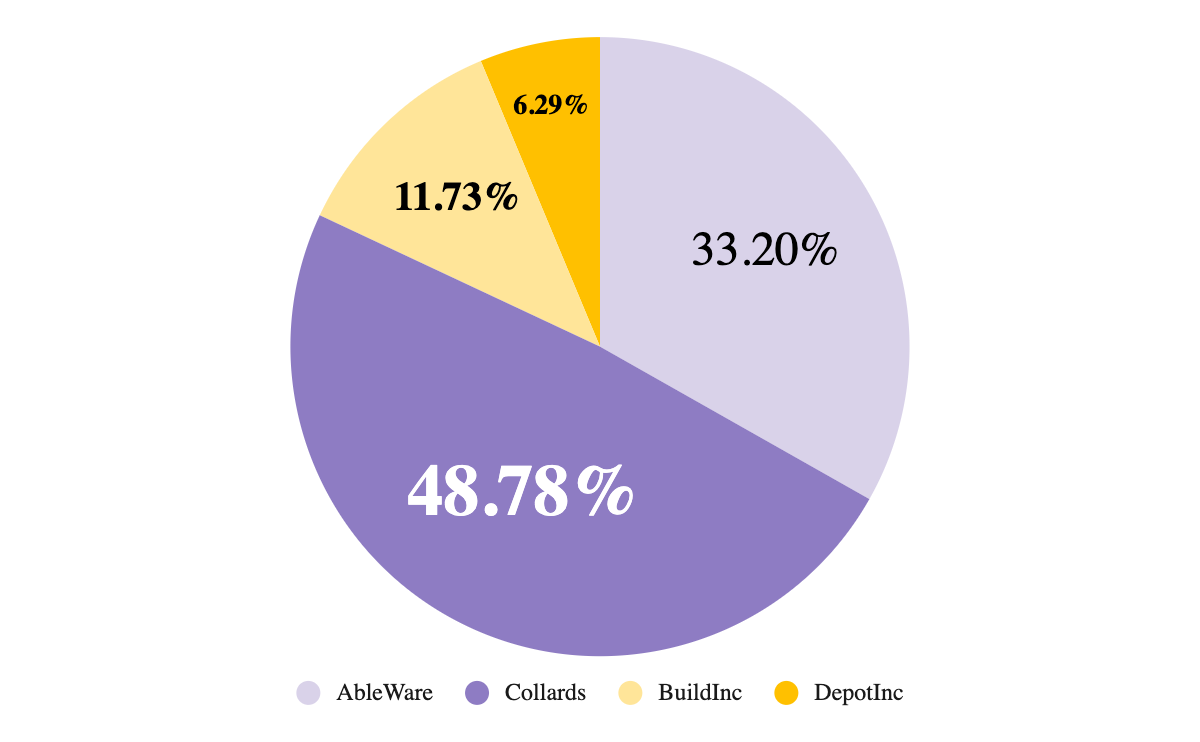 6.29%
11.73%
33.20%
48.78%
AbleWare Collards BuildInc DepotInc